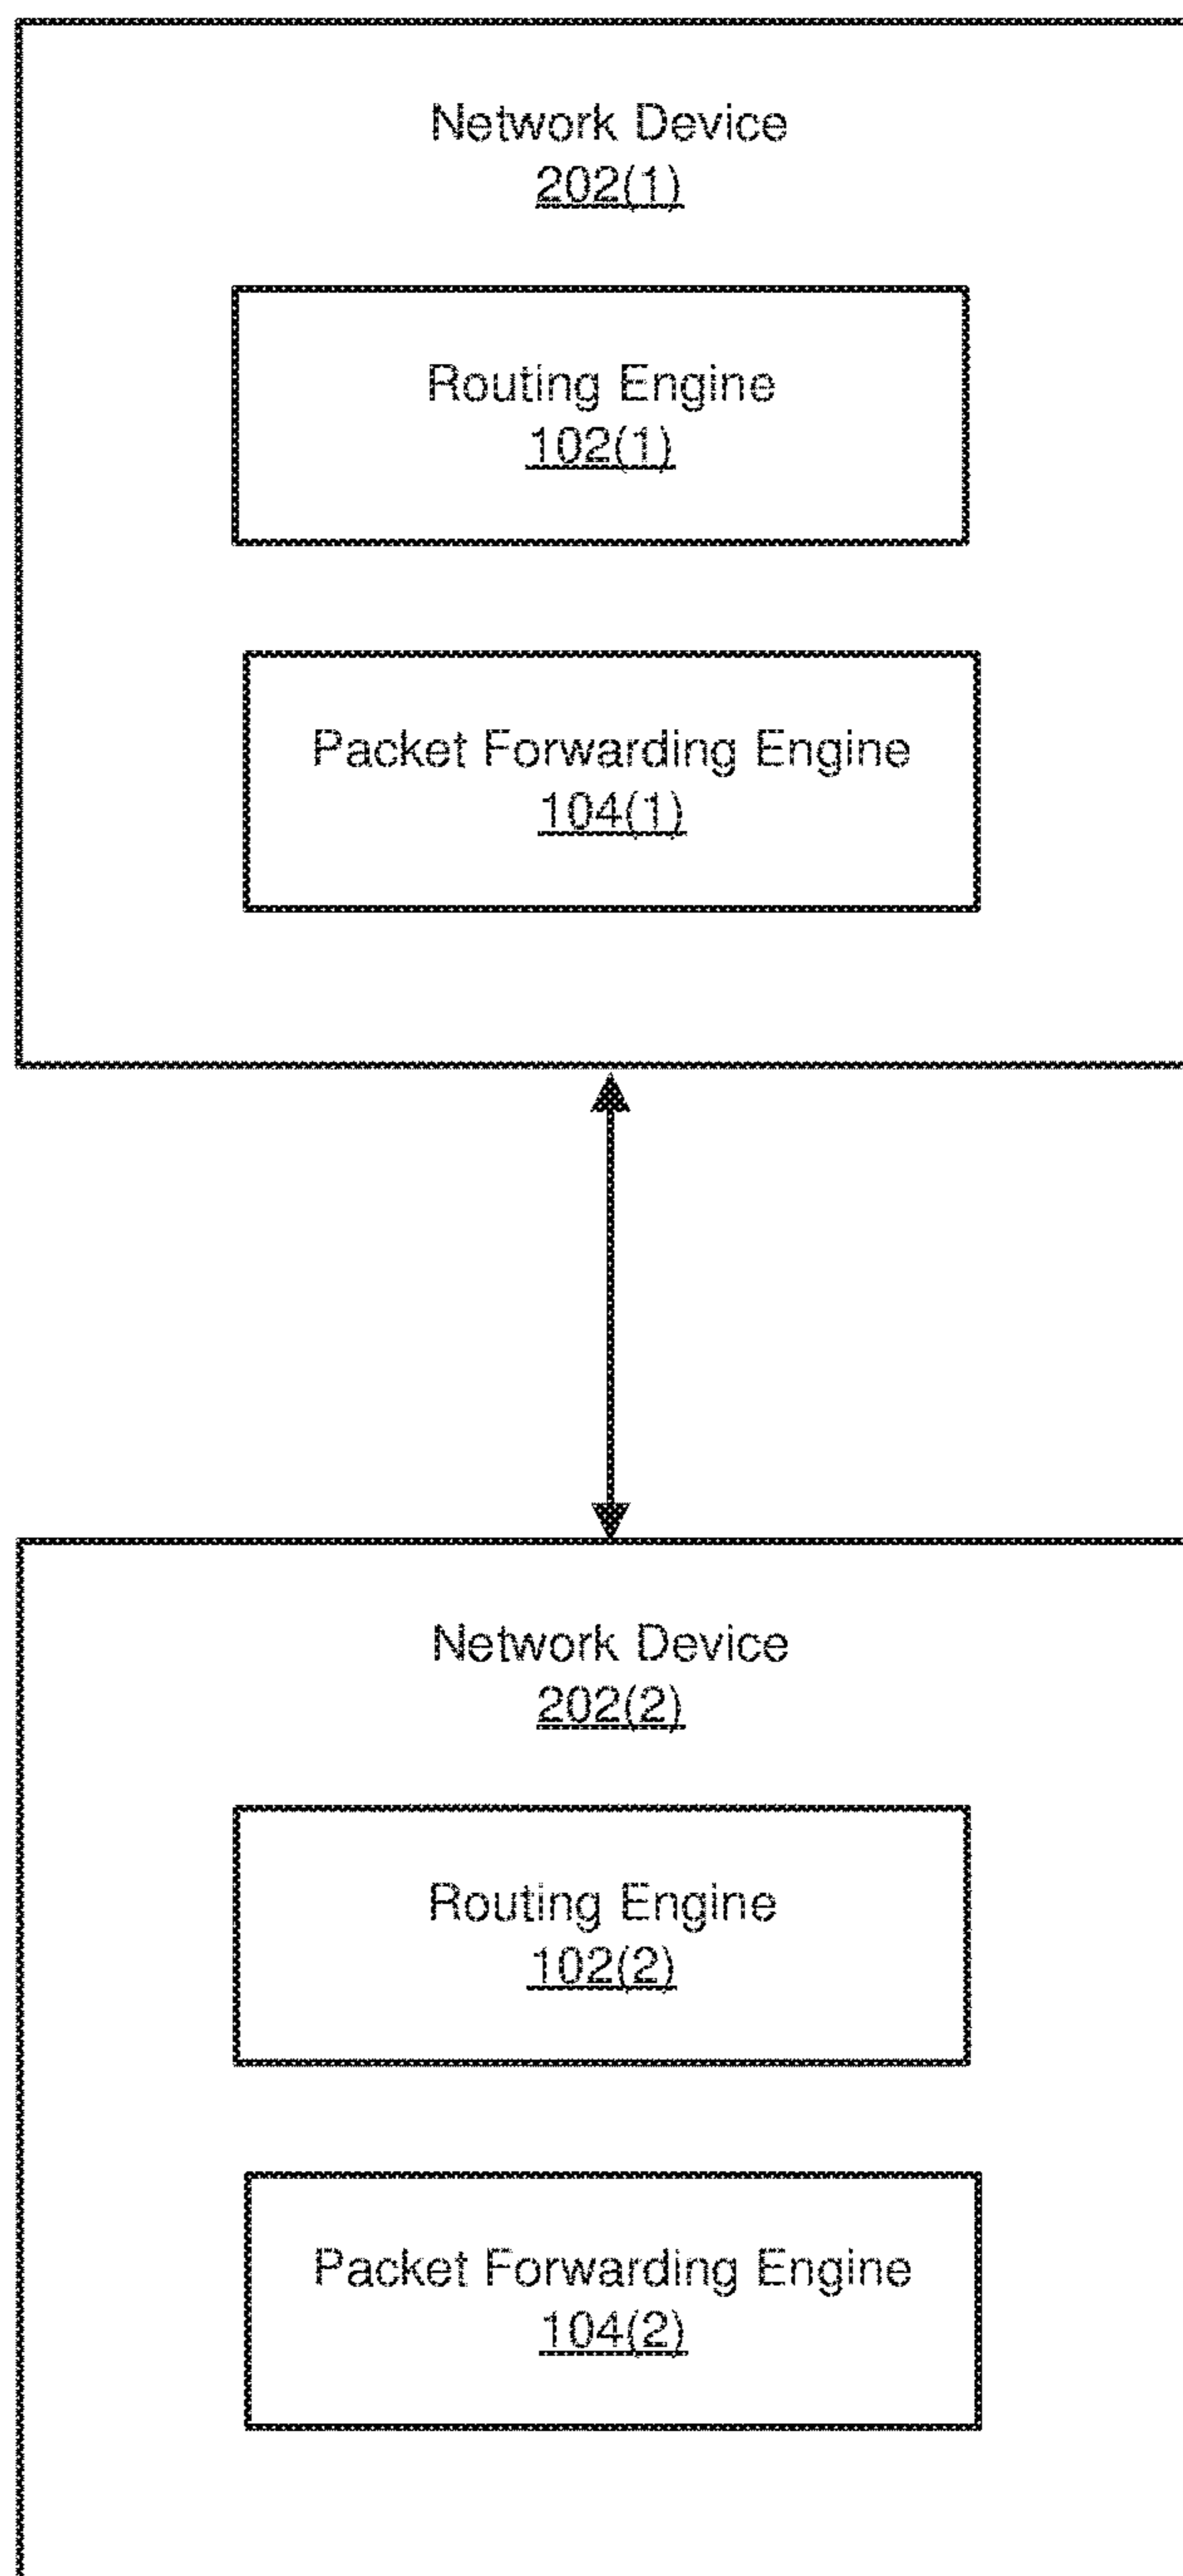 Network Device
202(1)
Routing Engine
102(1)
Packet Forwarding Engine
104(1)
Network Device
202(2)
Routing Engine
102(2)
Packet Forwarding Engine
104(2)